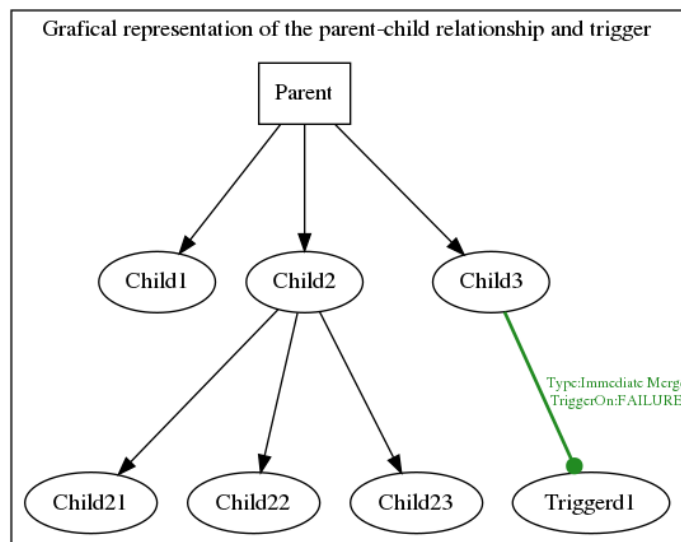 Grafical representation of the parent-child relationship and trigger
Parent
Child1
Child2
Child3
Type:Immediate Merge
TriggerOn:FAILURE
Child21
Child22
Child23
Triggerd1